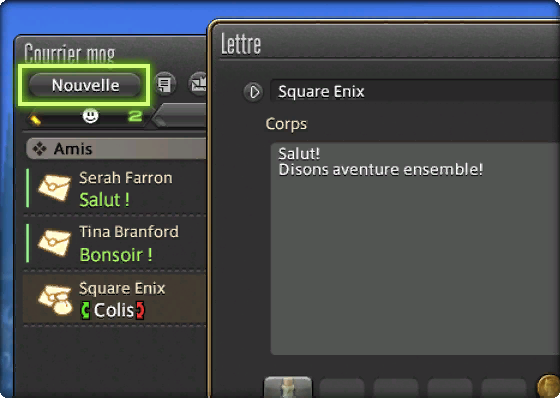 Courrier mog
Nouvelle
2
Amis
Serah Farron
Salut !
Tina Branford
Bonsoir !
Square Enix
Colis
Lettre
Square Enix
Corps
Salut!
Disons aventure ensemble!